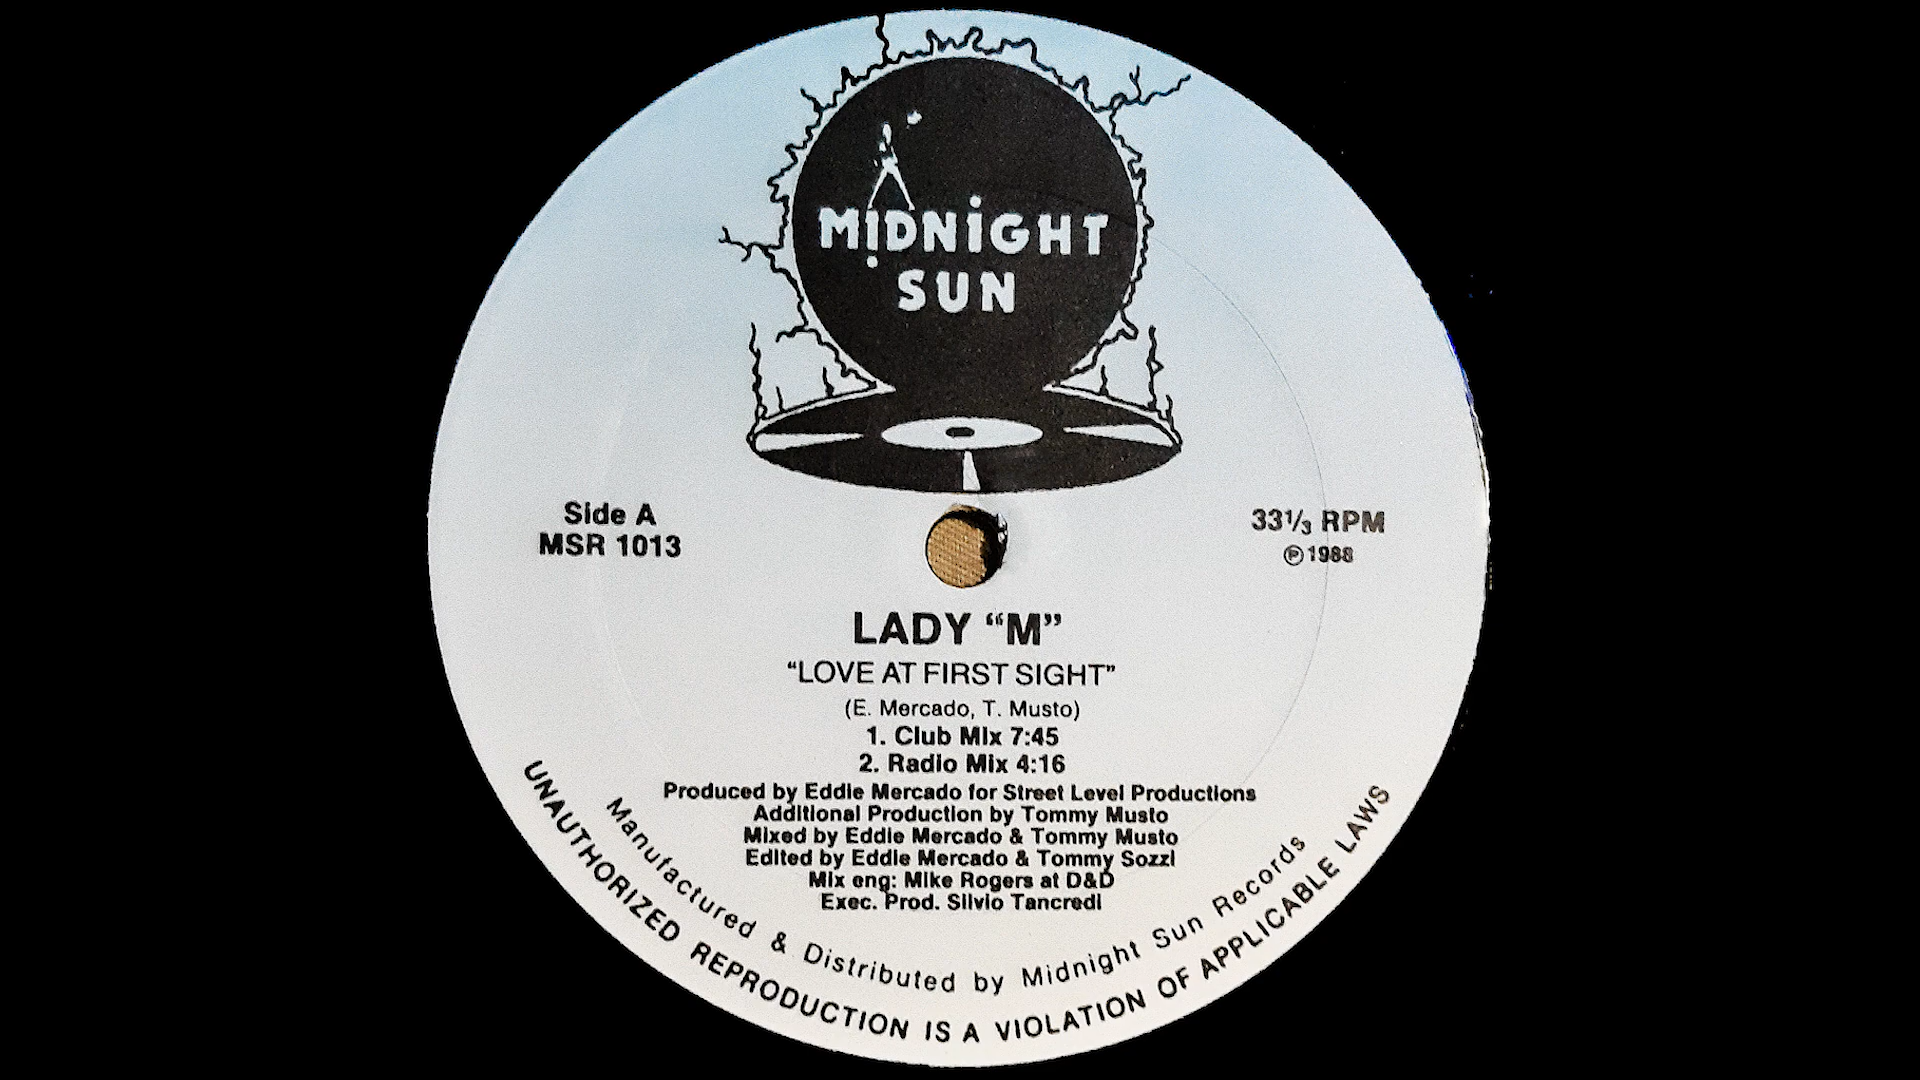 MiDNiGHT
SUN
Side A
MSR 1013
33⅓ RPM
℗1988
LADY “M”
“LOVE AT FIRST SIGHT”
(E. Mercado, T. Musto)
1. Club Mix 7:45
2. Radio Mix 4:16
Produced by Eddie Mercado for Street Level Productions
Additional Production by Tommy Musto
Mixed by Eddie Mercado & Tommy Musto
Edited by Eddie Mercado & Tommy Sozzi
Mix eng: Mike Rogers at D&D
Exec. Prod. Silvio Tancredi
Manufactured & Distributed by Midnight Sun Records
UNAUTHORIZED REPRODUCTION IS A VIOLATION OF APPLICABLE LAWS